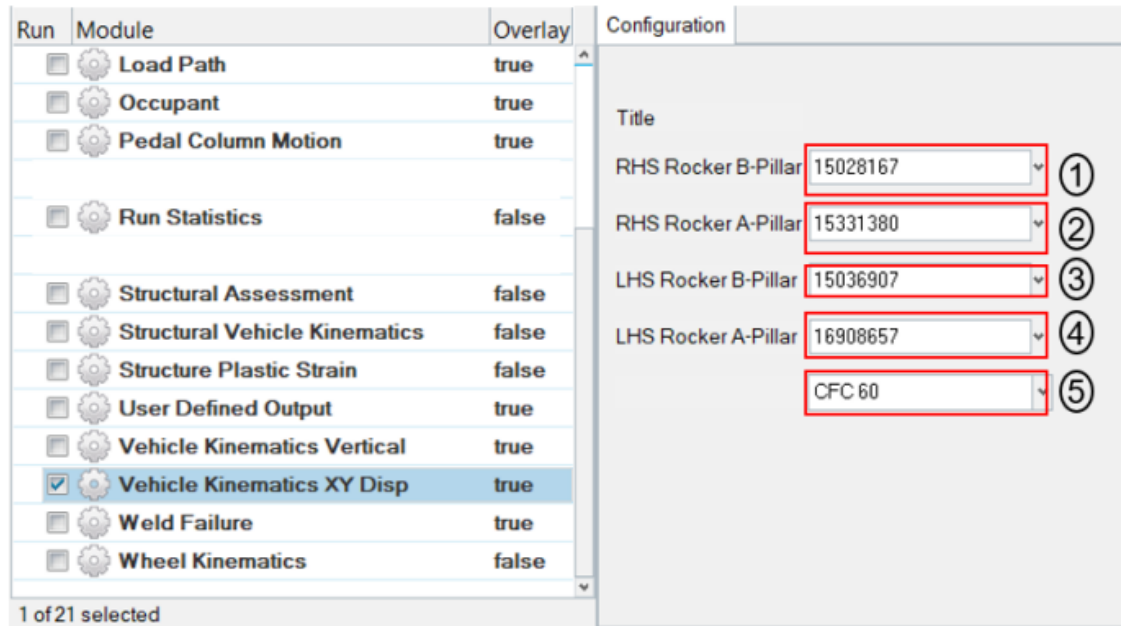 Run Module Overlay
Load Path true
Occupant true
Pedal Column Motion true
Run Statistics false
Structural Assessment false
Structural Vehicle Kinematics false
Structure Plastic Strain false
User Defined Output true
Vehicle Kinematics Vertical true
Vehicle Kinematics XY Disp true
Weld Failure true
Wheel Kinematics false
1 of 21 selected
Configuration
Title
RHS Rocker B-Pillar 15028167 ①
RHS Rocker A-Pillar 15331380 ②
LHS Rocker B-Pillar 15036907 ③
LHS Rocker A-Pillar 16908657 ④
CFC 60 ⑤